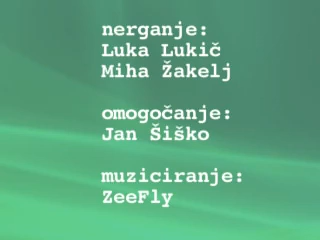 nerganje:
Luka Lukič
Miha Žakelj
omogočanje:
Jan Šiško
muziciranje:
ZeeFly